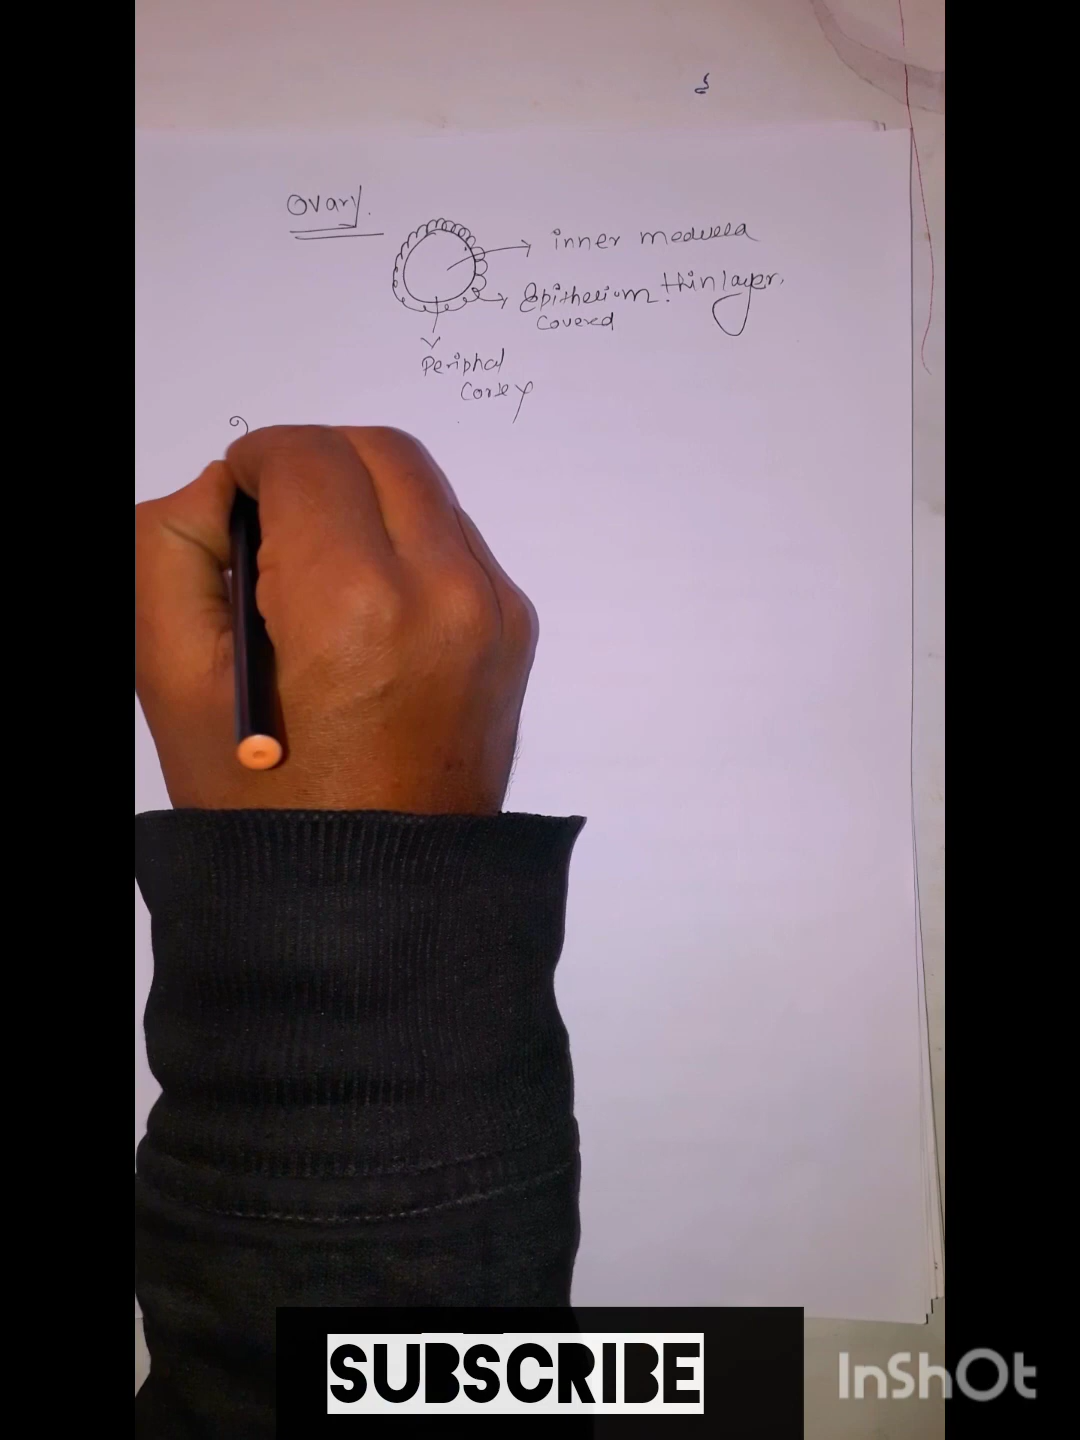 Ovary.
inner medulla
Epithelium. thin layer.
covered
Periphal
Cortex
SUBSCRIBE
InShOt